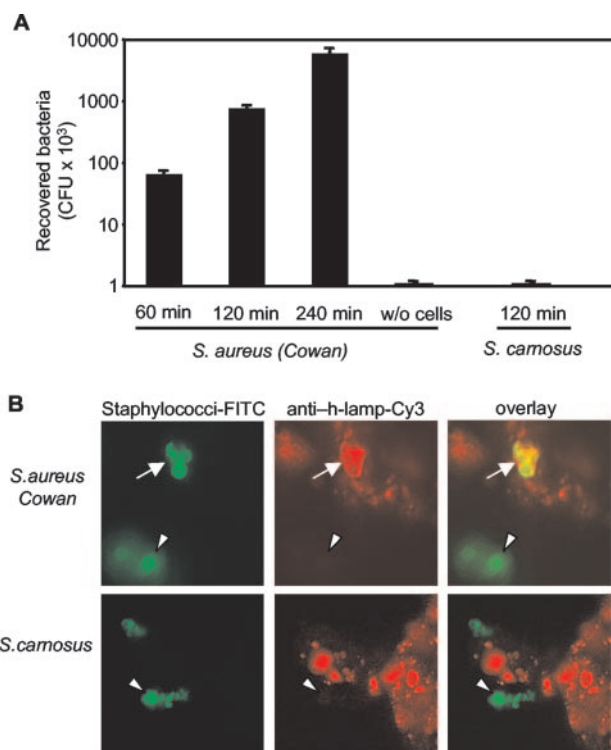 A
Recovered bacteria
(CFU x 10³)
10000
1000
100
10
1
60 min 120 min 240 min w/o cells 120 min
S. aureus (Cowan) S. carnosus
B
Staphylococci-FITC anti–h-lamp-Cy3 overlay
S.aureus
Cowan
S.carnosus